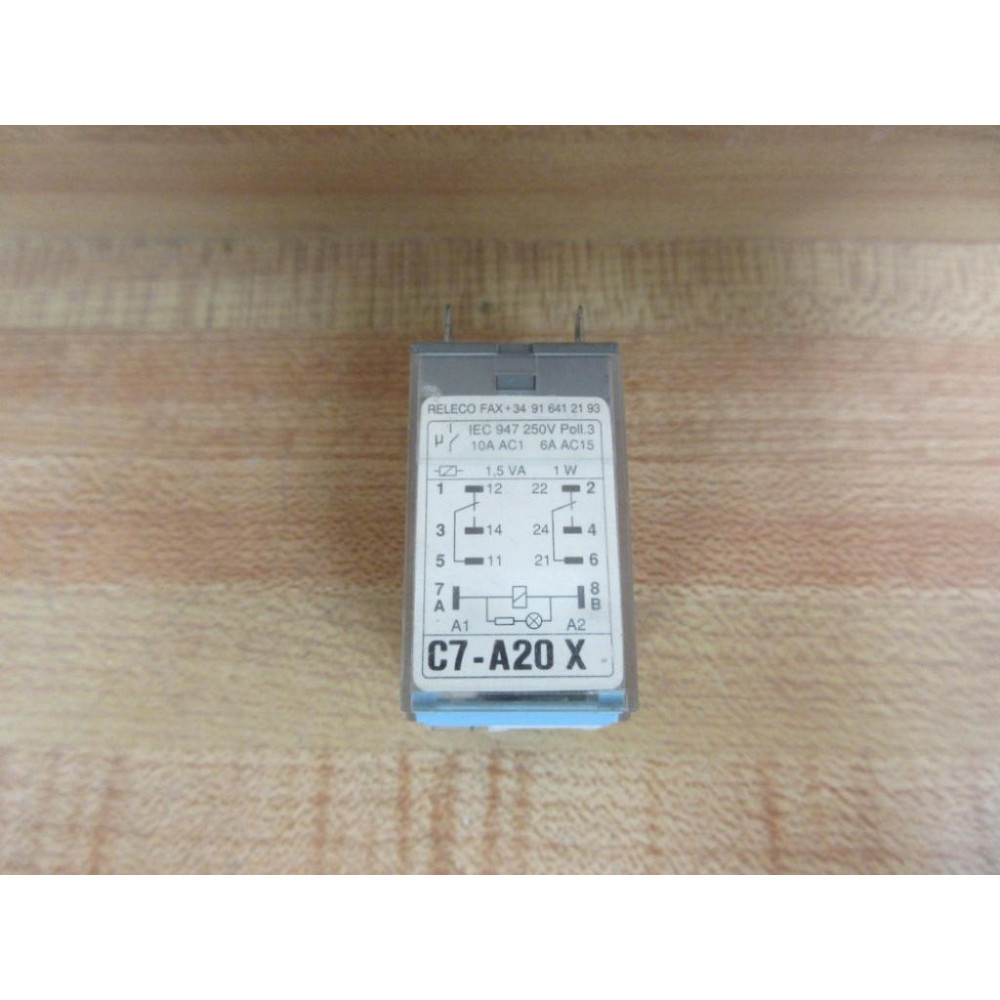 RELECO FAX+34 91 641 21 93
µ IEC 947 250V Poll.3
10A AC1 6A AC15
1,5 VA 1 W
1 12 22 2
3 14 24 4
5 11 21 6
7 8
A B
A1 A2
C7-A20 X